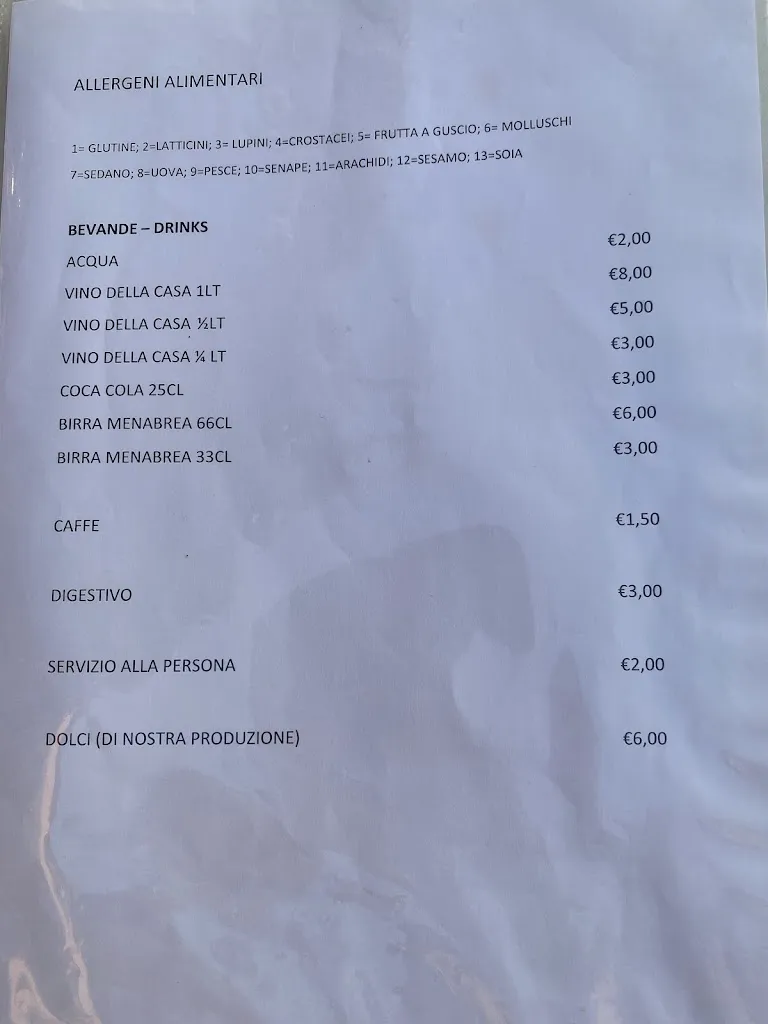 ALLERGENI ALIMENTARI
1= GLUTINE; 2=LATTICINI; 3= LUPINI; 4=CROSTACEI; 5= FRUTTA A GUSCIO; 6= MOLLUSCHI
7=SEDANO; 8=UOVA; 9=PESCE; 10=SENAPE; 11=ARACHIDI; 12=SESAMO; 13=SOIA
BEVANDE – DRINKS
ACQUA €2,00
VINO DELLA CASA 1LT €8,00
VINO DELLA CASA ½LT €5,00
VINO DELLA CASA ¼ LT €3,00
COCA COLA 25CL €3,00
BIRRA MENABREA 66CL €6,00
BIRRA MENABREA 33CL €3,00
CAFFE €1,50
DIGESTIVO €3,00
SERVIZIO ALLA PERSONA €2,00
DOLCI (DI NOSTRA PRODUZIONE) €6,00